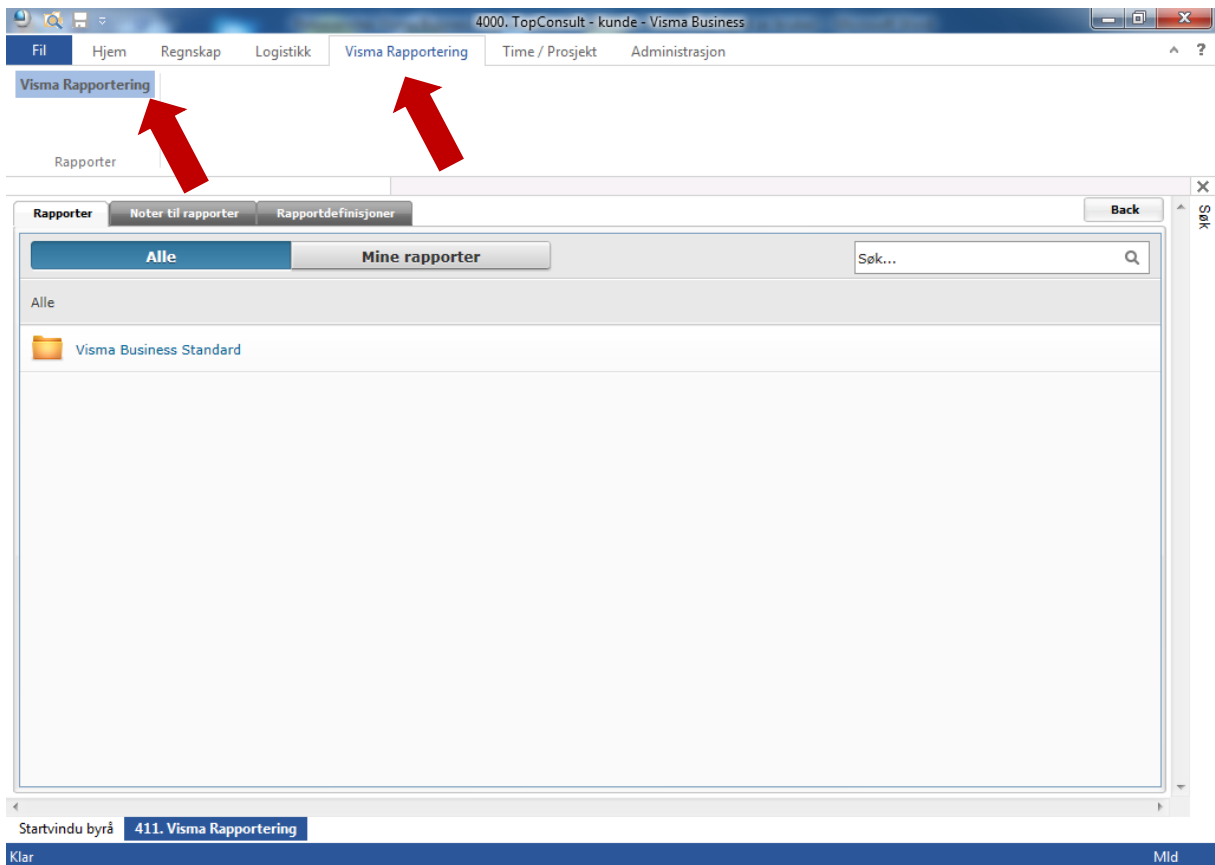 4000. TopConsult - kunde - Visma Business
Fil Hjem Regnskap Logistikk Visma Rapportering Time / Prosjekt Administrasjon ?
Visma Rapportering
Rapporter
Rapporter Noter til rapporter Rapportdefinisjoner Back
Søk
Alle Mine rapporter Søk...
Alle
Visma Business Standard
Startvindu byrå 411. Visma Rapportering
Klar Mld